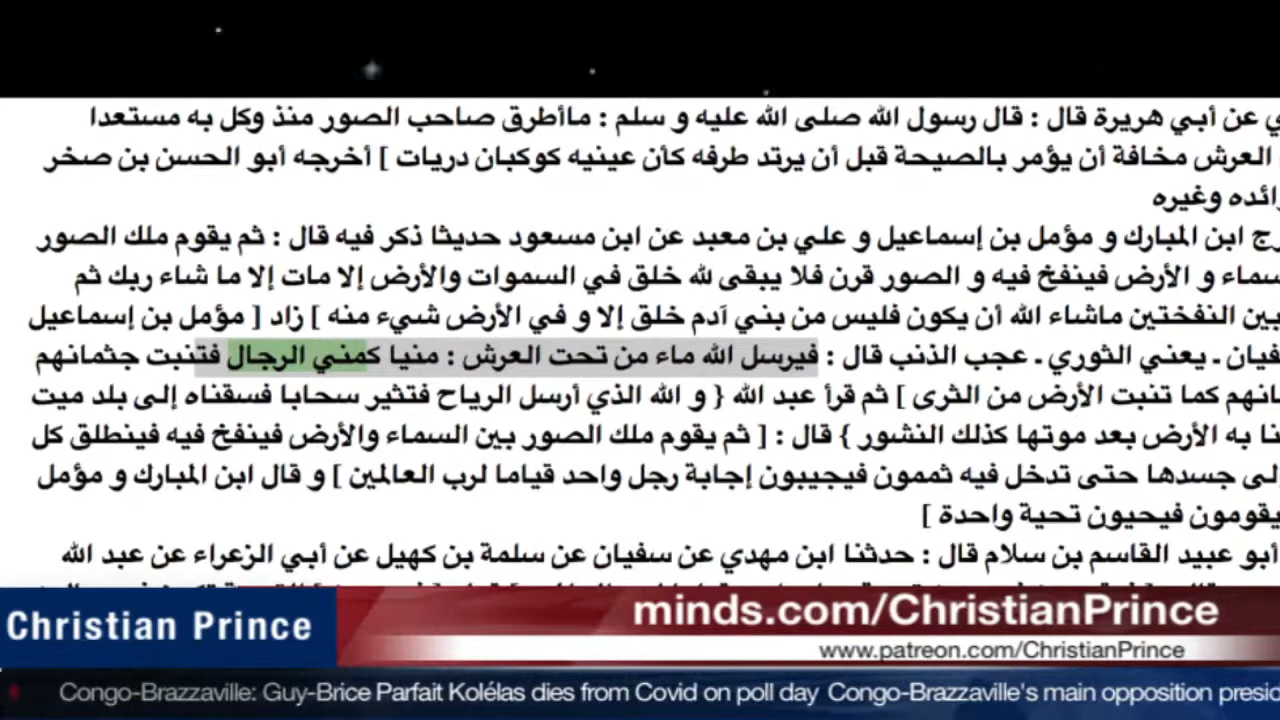 عن أبي هريرة قال : قال رسول الله صلى الله عليه و سلم : ماأطرق صاحب الصور منذ وكل به مستعدا
العرش مخافة أن يؤمر بالصيحة قبل أن يرتد طرفه كأن عينيه كوكبان دريات ] أخرجه أبو الحسن بن صخر
وغيره
ابن المبارك و مؤمل بن إسماعيل و علي بن معبد عن ابن مسعود حديثا ذكر فيه قال : ثم يقوم ملك الصور
و الأرض فينفخ فيه و الصور قرن فلا يبقى لله خلق في السموات والأرض إلا مات إلا ما شاء ربك ثم
النفختين ماشاء الله أن يكون فليس من بني آدم خلق إلا و في الأرض شيء منه ] زاد [ مؤمل بن إسماعيل
ـ يعني الثوري ـ عجب الذنب قال : فيرسل الله ماء من تحت العرش : منيا كمني الرجال فتنبت جثمانهم
كما تنبت الأرض من الثرى ] ثم قرأ عبد الله { و الله الذي أرسل الرياح فتثير سحابا فسقناه إلى بلد ميت
به الأرض بعد موتها كذلك النشور } قال : [ ثم يقوم ملك الصور بين السماء والأرض فينفخ فيه فينطلق كل
جسدها حتى تدخل فيه ثممون فيجيبون إجابة رجل واحد قياما لرب العالمين ] و قال ابن المبارك و مؤمل
فيحيون تحية واحدة ]
أبو عبيد القاسم بن سلام قال : حدثنا ابن مهدي عن سفيان عن سلمة بن كهيل عن أبي الزعراء عن عبد الله
Christian Prince
minds.com/ChristianPrince
www.patreon.com/ChristianPrince
Congo-Brazzaville: Guy-Brice Parfait Kolélas dies from Covid on poll day Congo-Brazzaville's main opposition